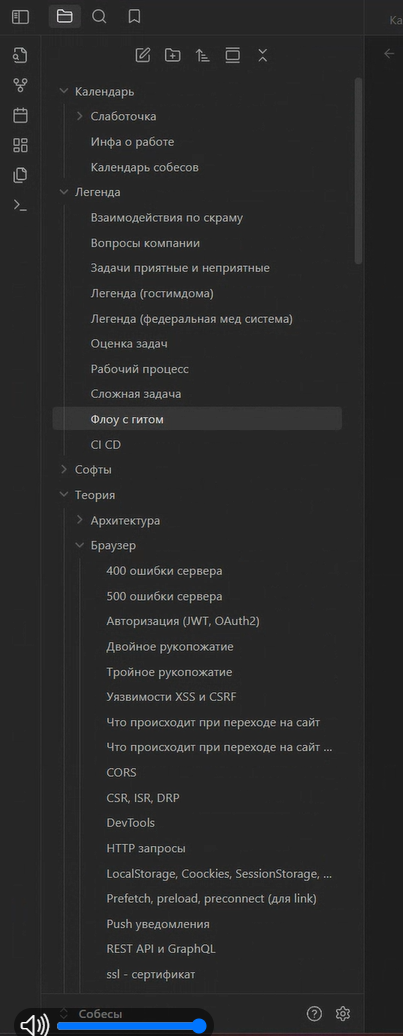 Ка
Календарь
Слаботочка
Инфа о работе
Календарь собесов
Легенда
Взаимодействия по скраму
Вопросы компании
Задачи приятные и неприятные
Легенда (гостимдома)
Легенда (федеральная мед система)
Оценка задач
Рабочий процесс
Сложная задача
Флоу с гитом
CI CD
Софты
Теория
Архитектура
Браузер
400 ошибки сервера
500 ошибки сервера
Авторизация (JWT, OAuth2)
Двойное рукопожатие
Тройное рукопожатие
Уязвимости XSS и CSRF
Что происходит при переходе на сайт
Что происходит при переходе на сайт ...
CORS
CSR, ISR, DRP
DevTools
HTTP запросы
LocalStorage, Coockies, SessionStorage, ...
Prefetch, preload, preconnect (для link)
Push уведомления
REST API и GraphQL
ssl - сертификат
Собесы